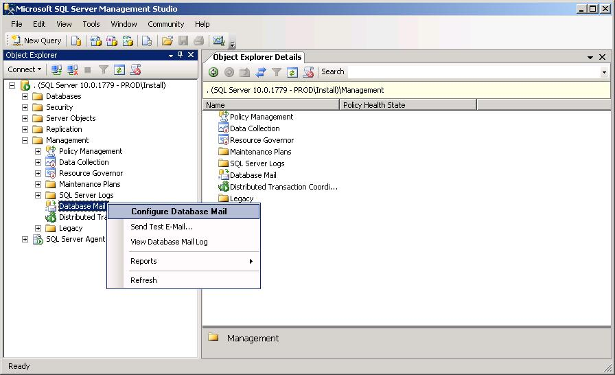 Microsoft SQL Server Management Studio
File Edit View Tools Window Community Help
New Query
Object Explorer
Connect
. (SQL Server 10.0.1779 - PROD\Install)
Databases
Security
Server Objects
Replication
Management
Policy Management
Data Collection
Resource Governor
Maintenance Plans
SQL Server Logs
Database Mail
Distributed Tra
Legacy
SQL Server Agent
Configure Database Mail
Send Test E-Mail...
View Database Mail Log
Reports
Refresh
Object Explorer Details
Search
. (SQL Server 10.0.1779 - PROD\Install)\Management
Name Policy Health State
Policy Management
Data Collection
Resource Governor
Maintenance Plans
SQL Server Logs
Database Mail
Distributed Transaction Coordi...
Legacy
Management
Ready